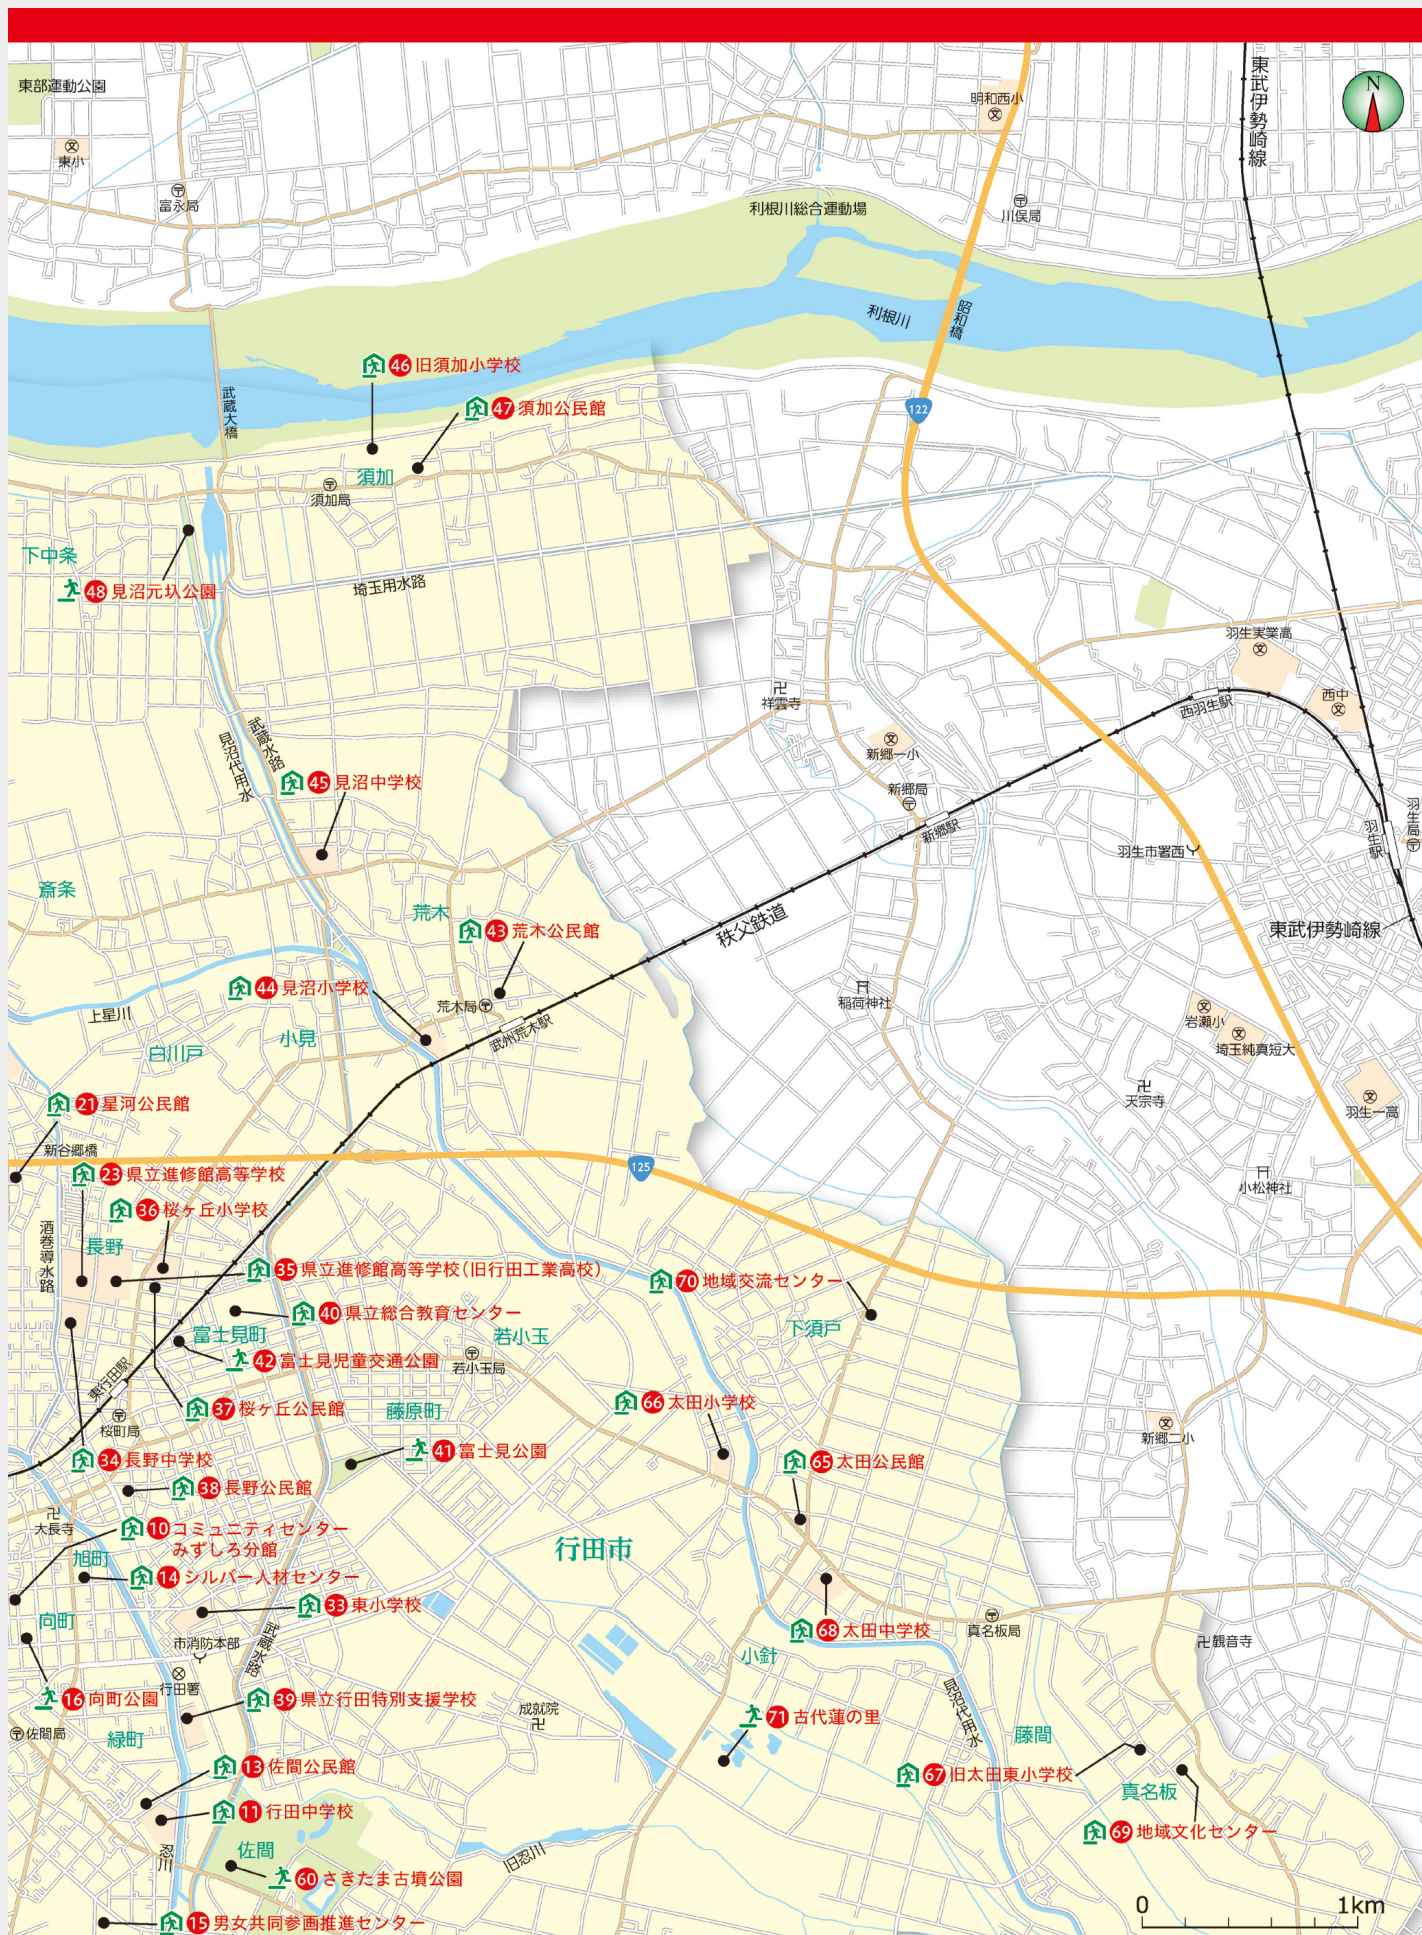 東部運動公園
東小
富永局
明和西小
東武伊勢崎線
N
川俣局
利根川総合運動場
利根川
昭和橋
武蔵大橋
46 旧須加小学校
47 須加公民館
122
須加
須加局
下中条
48 見沼元圦公園
埼玉用水路
羽生実業高
西中
西羽生駅
祥雲寺
新郷一小
新郷局
新郷駅
羽生市署西
羽生駅
羽生局
武蔵水路
見沼代用水
45 見沼中学校
斎条
荒木
43 荒木公民館
秩父鉄道
東武伊勢崎線
44 見沼小学校
荒木局
武州荒木駅
稲荷神社
岩瀬小
埼玉純真短大
上星川
白川戸
小見
天宗寺
羽生一高
21 星河公民館
新谷郷橋
125
23 県立進修館高等学校
小松神社
36 桜ヶ丘小学校
酒巻導水路
長野
35 県立進修館高等学校(旧行田工業高校)
70 地域交流センター
40 県立総合教育センター
富士見町
若小玉
下須戸
42 富士見児童交通公園
若小玉局
東行田駅
37 桜ヶ丘公民館
藤原町
66 太田小学校
桜町局
新郷二小
34 長野中学校
41 富士見公園
65 太田公民館
38 長野公民館
大長寺
10 コミュニティセンター
みずしろ分館
行田市
旭町
14 シルバー人材センター
33 東小学校
向町
68 太田中学校
真名板局
市消防本部
武蔵水路
小針
観音寺
行田署
16 向町公園
39 県立行田特別支援学校
成就院
71 古代蓮の里
見沼代用水
佐間局
緑町
藤間
13 佐間公民館
67 旧太田東小学校
真名板
11 行田中学校
69 地域文化センター
忍川
佐間
旧忍川
60 さきたま古墳公園
15 男女共同参画推進センター
0 1km